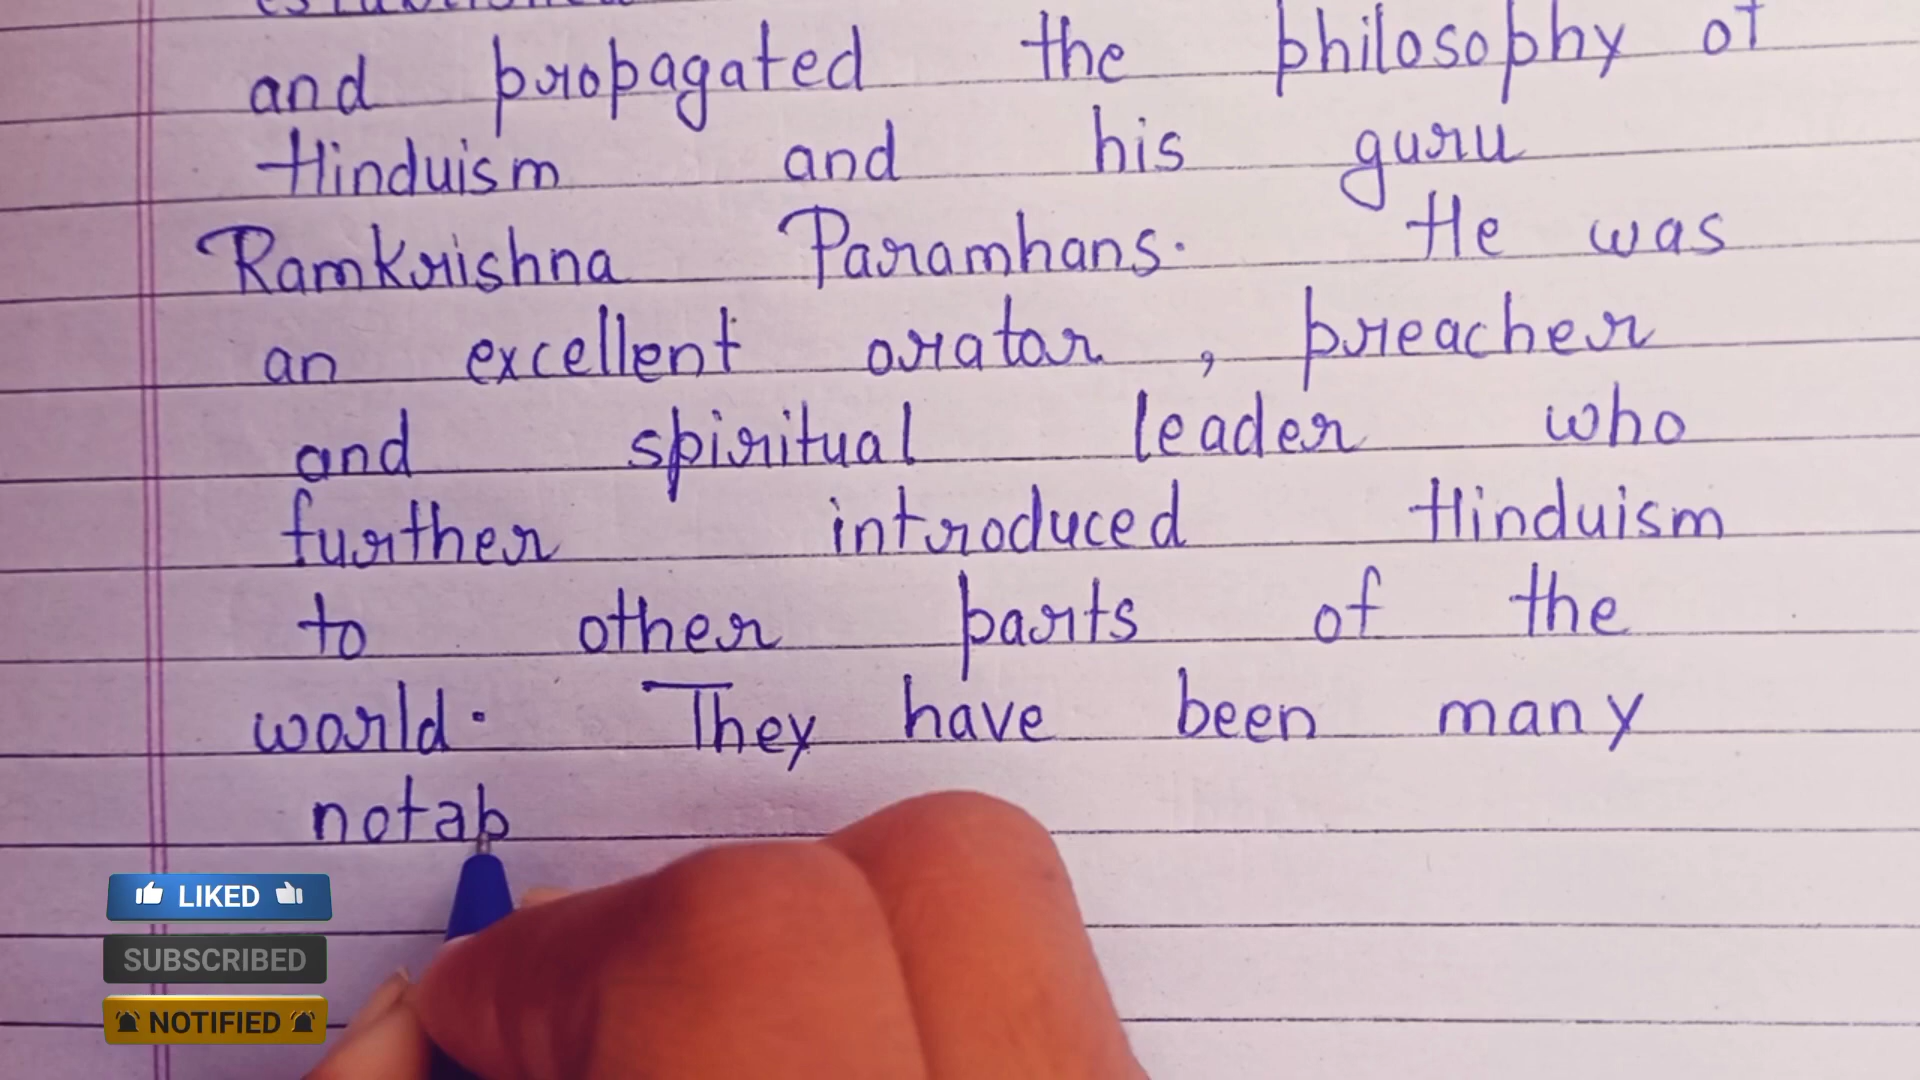 and propagated the philosophy of
Hinduism and his guru
Ramkrishna Paramhans. He was
an excellent orator, preacher
and spiritual leader who
further introduced Hinduism
to other parts of the
world. They have been many
notab
LIKED
SUBSCRIBED
NOTIFIED